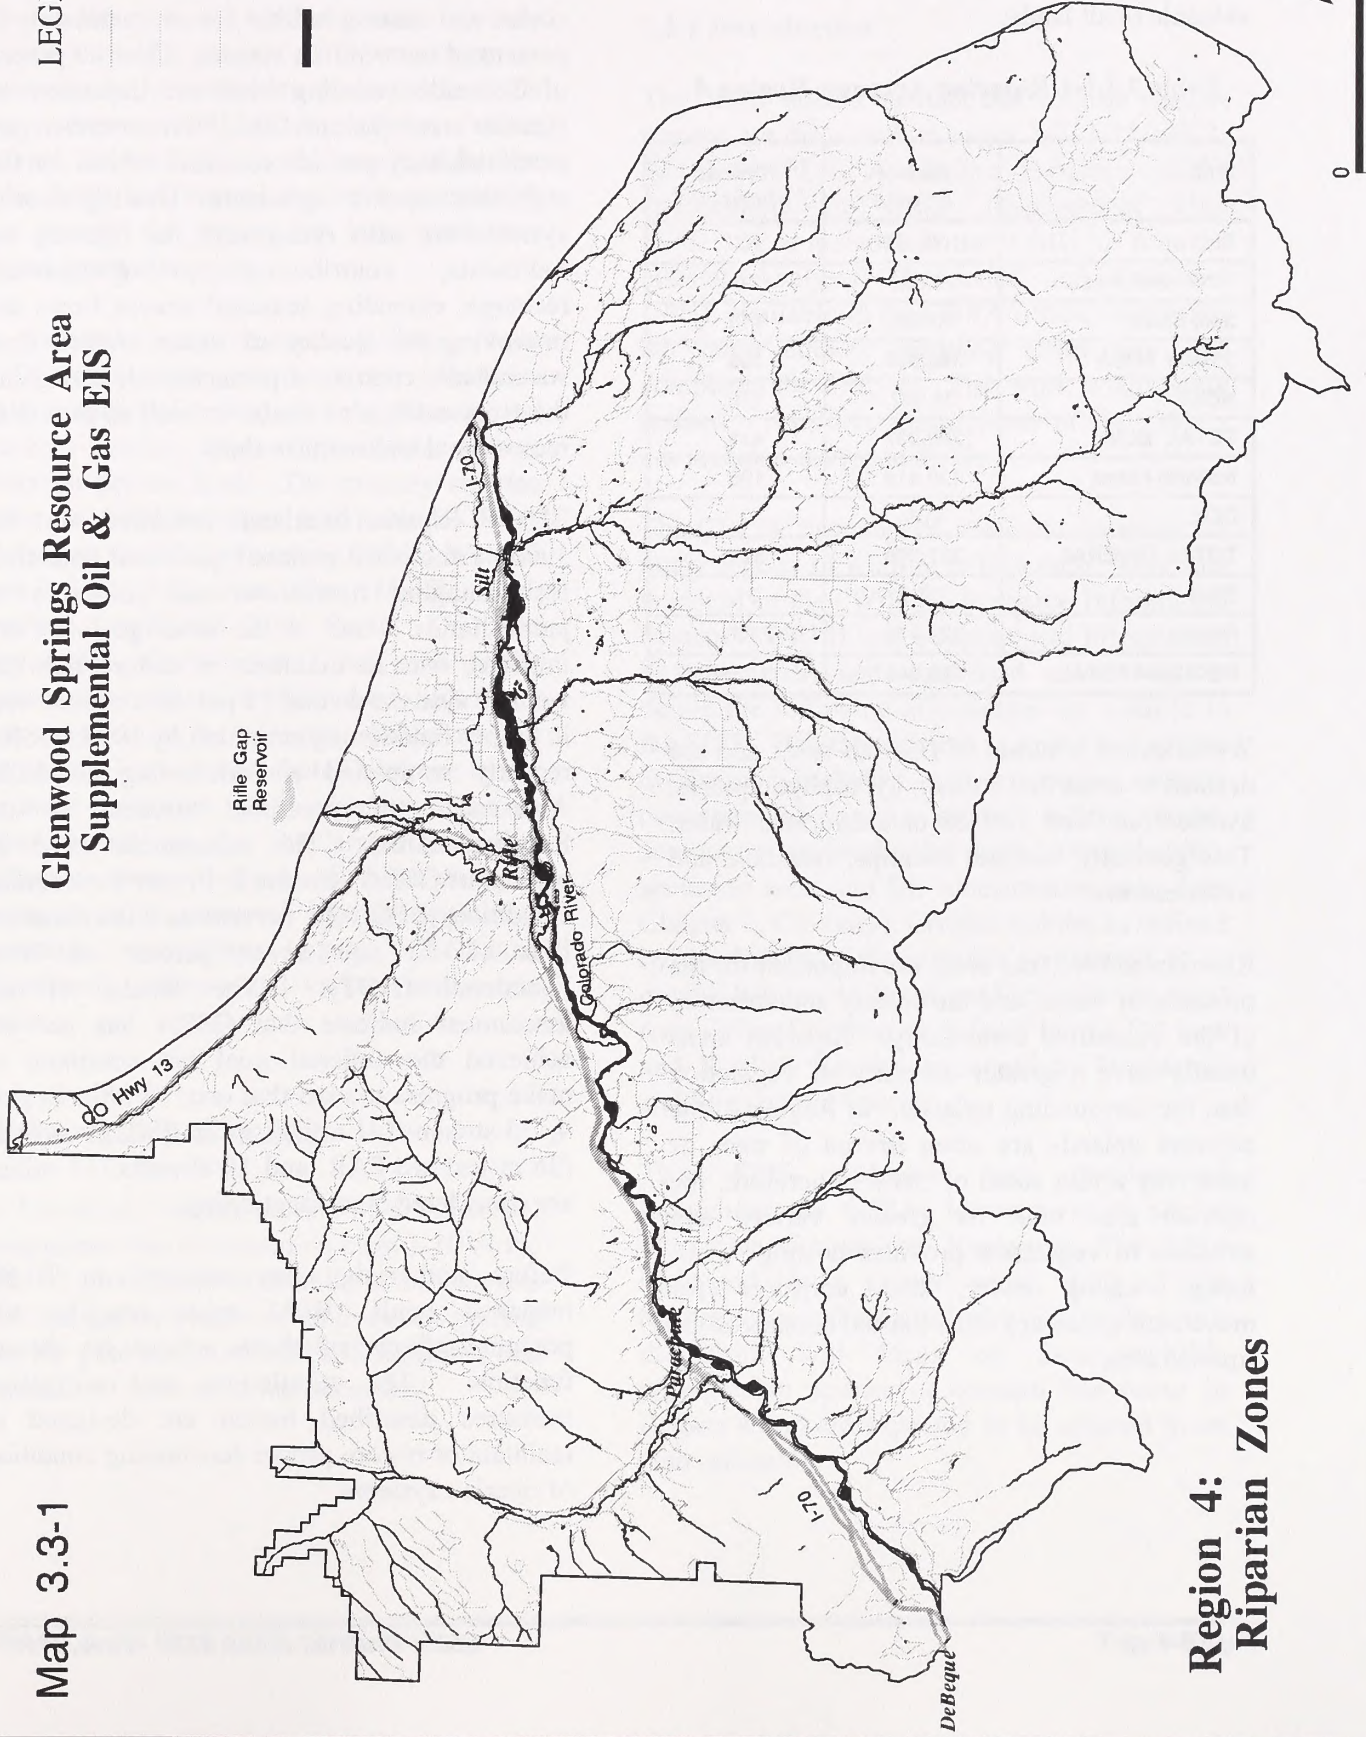 Map 3.3-1
Glenwood Springs Resource Area
Supplemental Oil & Gas EIS
LEG
CO Hwy 13
Rifle Gap
Reservoir
I-70
Silt
Rifle
Colorado River
Parachute
I-70
DeBeque
Region 4:
Riparian Zones
0